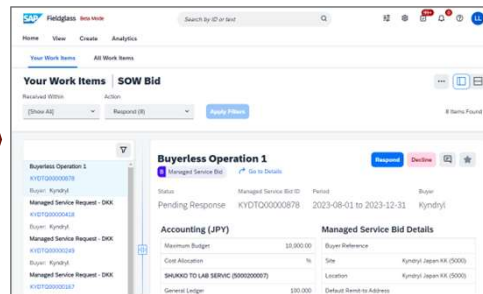 SAP Fieldglass Beta Mode
Search by ID or text
99+
LL
Home View Create Analytics
Your Work Items All Work Items
Your Work Items | SOW Bid
Received Within Action
[Show All] Respond (8) Apply Filters
8 Items Found
Buyerless Operation 1
KYDTQ00000878
Buyer: Kyndryl
Managed Service Request - DKK
KYDTQ00000418
Buyer: Kyndryl
Managed Service Request - DKK
KYDTQ00000249
Buyer: Kyndryl
Managed Service Request - DKK
KYDTQ00000167
Buyerless Operation 1
Respond Decline
Managed Service Bid Go to Details
Status Managed Service Bid ID Period Buyer
Pending Response KYDTQ00000878 2023-08-01 to 2023-12-31 Kyndryl
Accounting (JPY)
Maximum Budget 10,000.00
Cost Allocation %
SHUKKO TO LAB SERVIC (5000200007)
General Ledger 100.000
Managed Service Bid Details
Buyer Reference
Site Kyndryl Japan KK (5000)
Location Kyndryl Japan KK (5000)
Default Remit-to Address